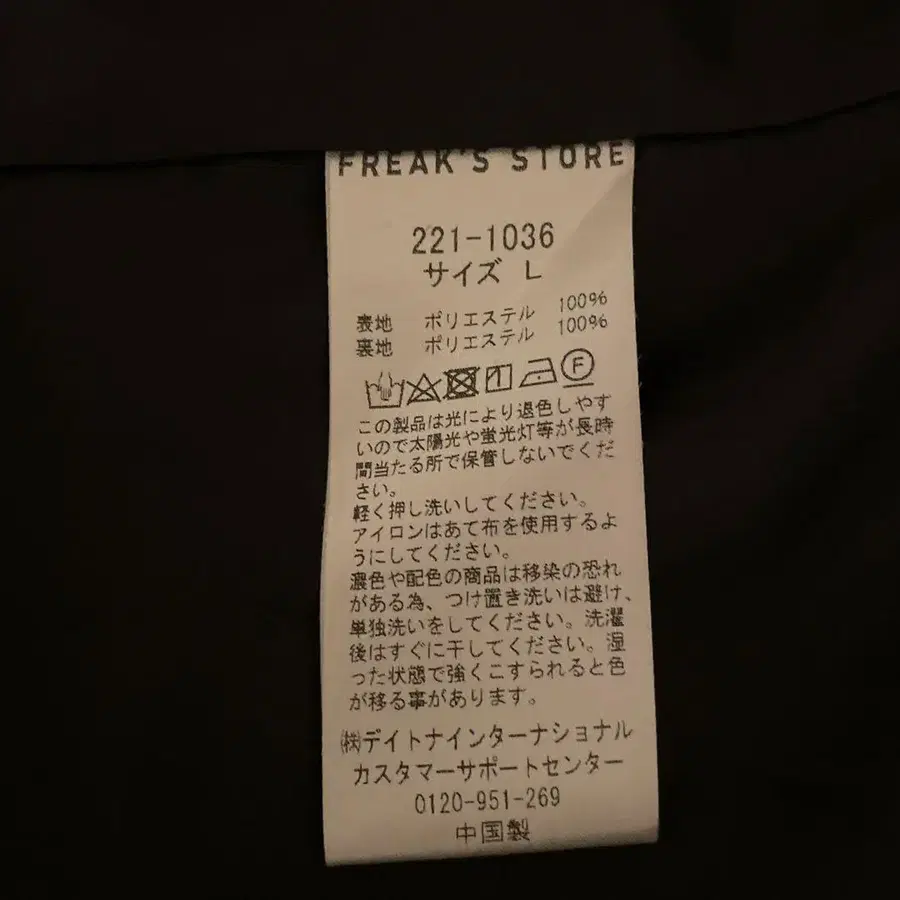 FREAK'S STORE
221-1036
サイズ L
表地 ポリエステル 100%
裏地 ポリエステル 100%
F
この製品は光により退色しやす
いので太陽光や蛍光灯等が長時
間当たる所で保管しないでくだ
さい。
軽く押し洗いしてください。
アイロンはあて布を使用するよ
うにしてください。
濃色や配色の商品は移染の恐れ
がある為、つけ置き洗いは避け、
単独洗いをしてください。洗濯
後はすぐに干してください。湿
った状態で強くこすられると色
が移る事があります。
㈱デイトナインターナショナル
カスタマーサポートセンター
0120-951-269
中国製